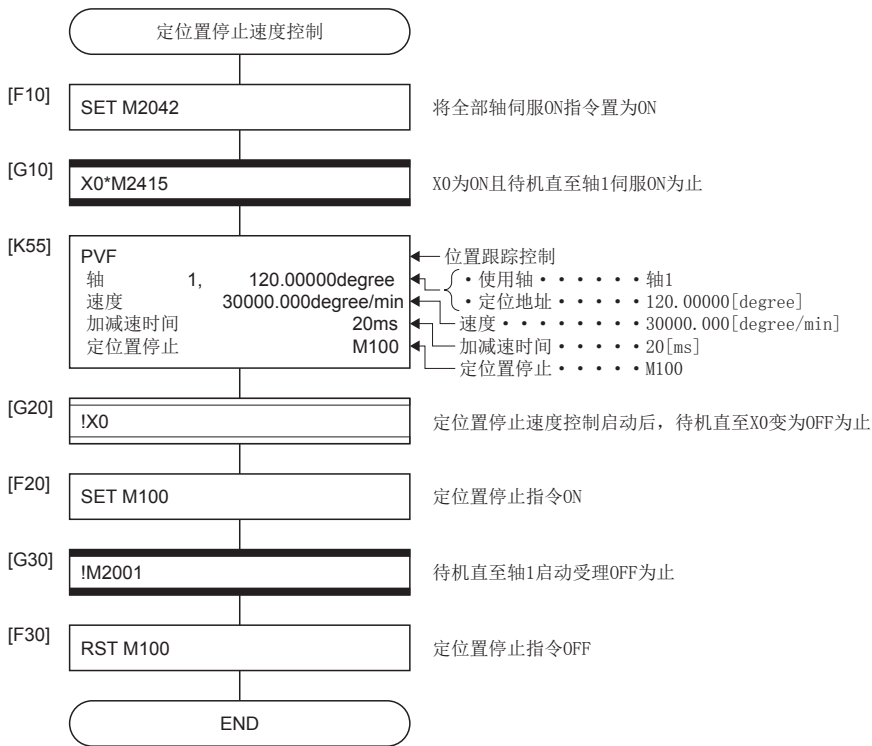 定位置停止速度控制
[F10]
SET M2042
将全部轴伺服ON指令置为ON
[G10]
X0*M2415
X0为ON且待机直至轴1伺服ON为止
[K55]
PVF
轴 1, 120.00000degree
速度 30000.000degree/min
加减速时间 20ms
定位置停止 M100
位置跟踪控制
・使用轴・・・・・・轴1
・定位地址・・・・・120.00000[degree]
速度・・・・・・・・30000.000[degree/min]
加减速时间・・・・・20[ms]
定位置停止・・・・・M100
[G20]
!X0
定位置停止速度控制启动后，待机直至X0变为OFF为止
[F20]
SET M100
定位置停止指令ON
[G30]
!M2001
待机直至轴1启动受理OFF为止
[F30]
RST M100
定位置停止指令OFF
END